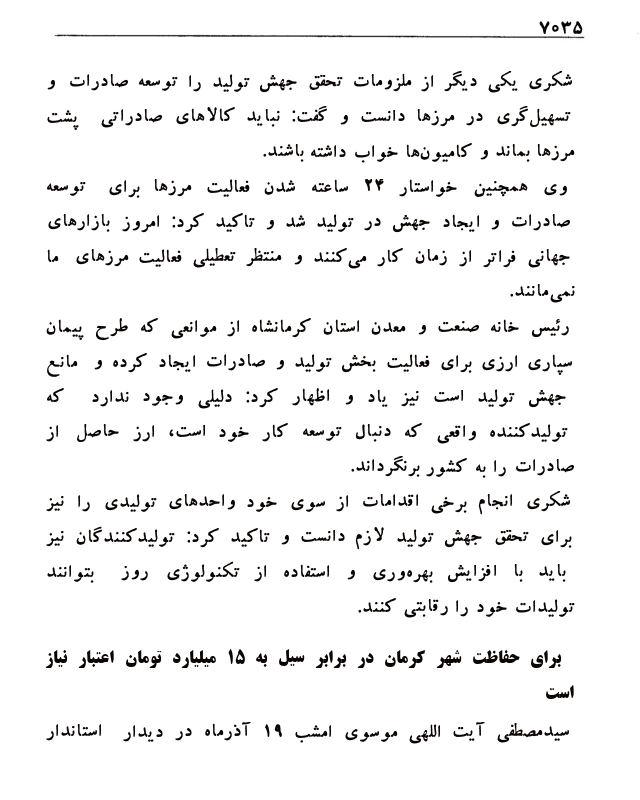 ۷۰۳۵
شکری یکی دیگر از ملزومات تحقق جهش تولید را توسعه صادرات و
تسهیل‌گری در مرزها دانست و گفت: نباید کالاهای صادراتی پشت
مرزها بماند و کامیون‌ها خواب داشته باشند.
وی همچنین خواستار ۲۴ ساعته شدن فعالیت مرزها برای توسعه
صادرات و ایجاد جهش در تولید شد و تاکید کرد: امروز بازارهای
جهانی فراتر از زمان کار می‌کنند و منتظر تعطیلی فعالیت مرزهای ما
نمی‌مانند.
رئیس خانه صنعت و معدن استان کرمانشاه از موانعی که طرح پیمان
سپاری ارزی برای فعالیت بخش تولید و صادرات ایجاد کرده و مانع
جهش تولید است نیز یاد و اظهار کرد: دلیلی وجود ندارد که
تولیدکننده واقعی که دنبال توسعه کار خود است، ارز حاصل از
صادرات را به کشور برنگرداند.
شکری انجام برخی اقدامات از سوی خود واحدهای تولیدی را نیز
برای تحقق جهش تولید لازم دانست و تاکید کرد: تولیدکنندگان نیز
باید با افزایش بهره‌وری و استفاده از تکنولوژی روز بتوانند
تولیدات خود را رقابتی کنند.
برای حفاظت شهر کرمان در برابر سیل به ۱۵ میلیارد تومان اعتبار نیاز
است
سیدمصطفی آیت اللهی موسوی امشب ۱۹ آذرماه در دیدار استاندار